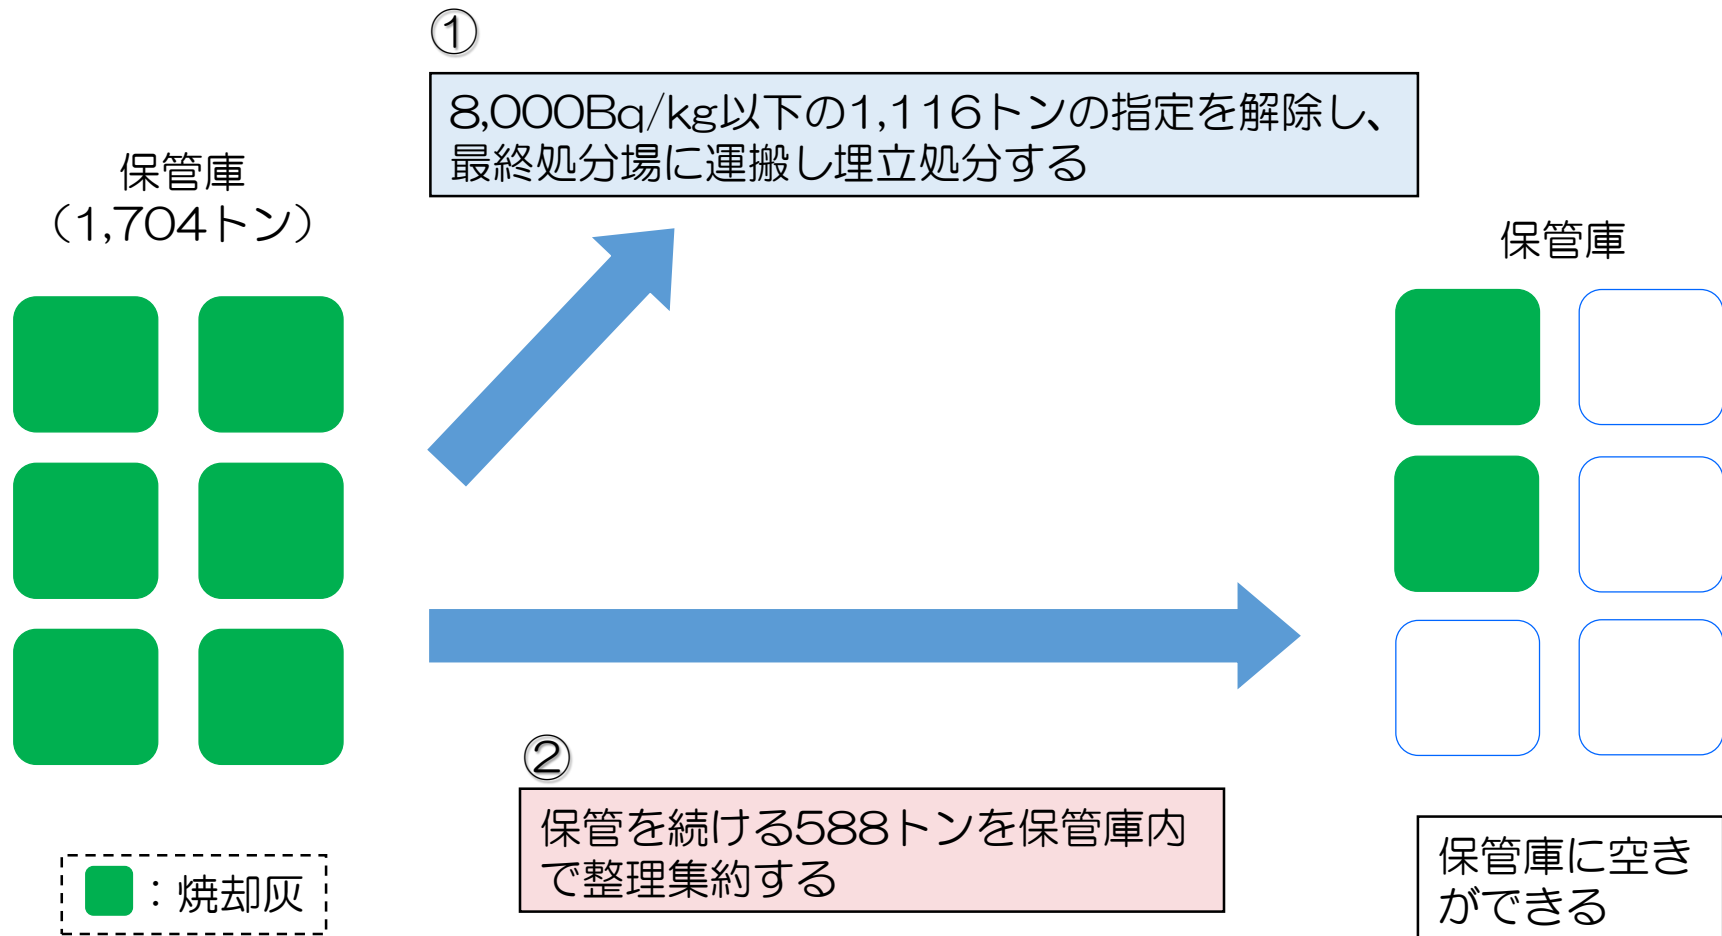 ①
8,000Bq/kg以下の1,116トンの指定を解除し、
最終処分場に運搬し埋立処分する
保管庫
（1,704トン）
保管庫
②
保管を続ける588トンを保管庫内
で整理集約する
：焼却灰
保管庫に空き
ができる